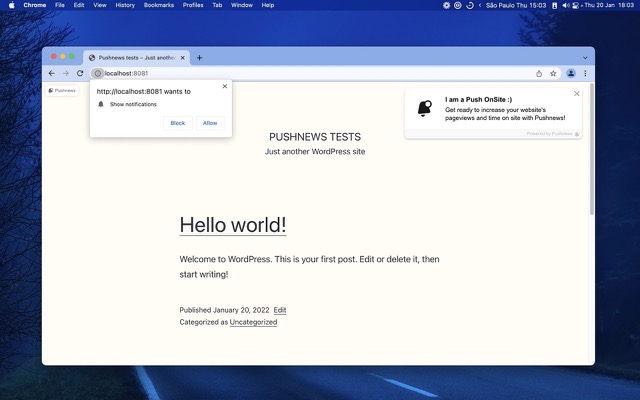 Chrome File Edit View History Bookmarks Profiles Tab Window Help
São Paulo Thu 15:03
Thu 20 Jan 18:03
Pushnews tests – Just anothe
localhost:8081
Pushnews
http://localhost:8081 wants to
Show notifications
Block Allow
I am a Push OnSite :)
Get ready to increase your website's
pageviews and time on site with Pushnews!
Powered by Pushnews
PUSHNEWS TESTS
Just another WordPress site
Hello world!
Welcome to WordPress. This is your first post. Edit or delete it, then
start writing!
Published January 20, 2022 Edit
Categorized as Uncategorized